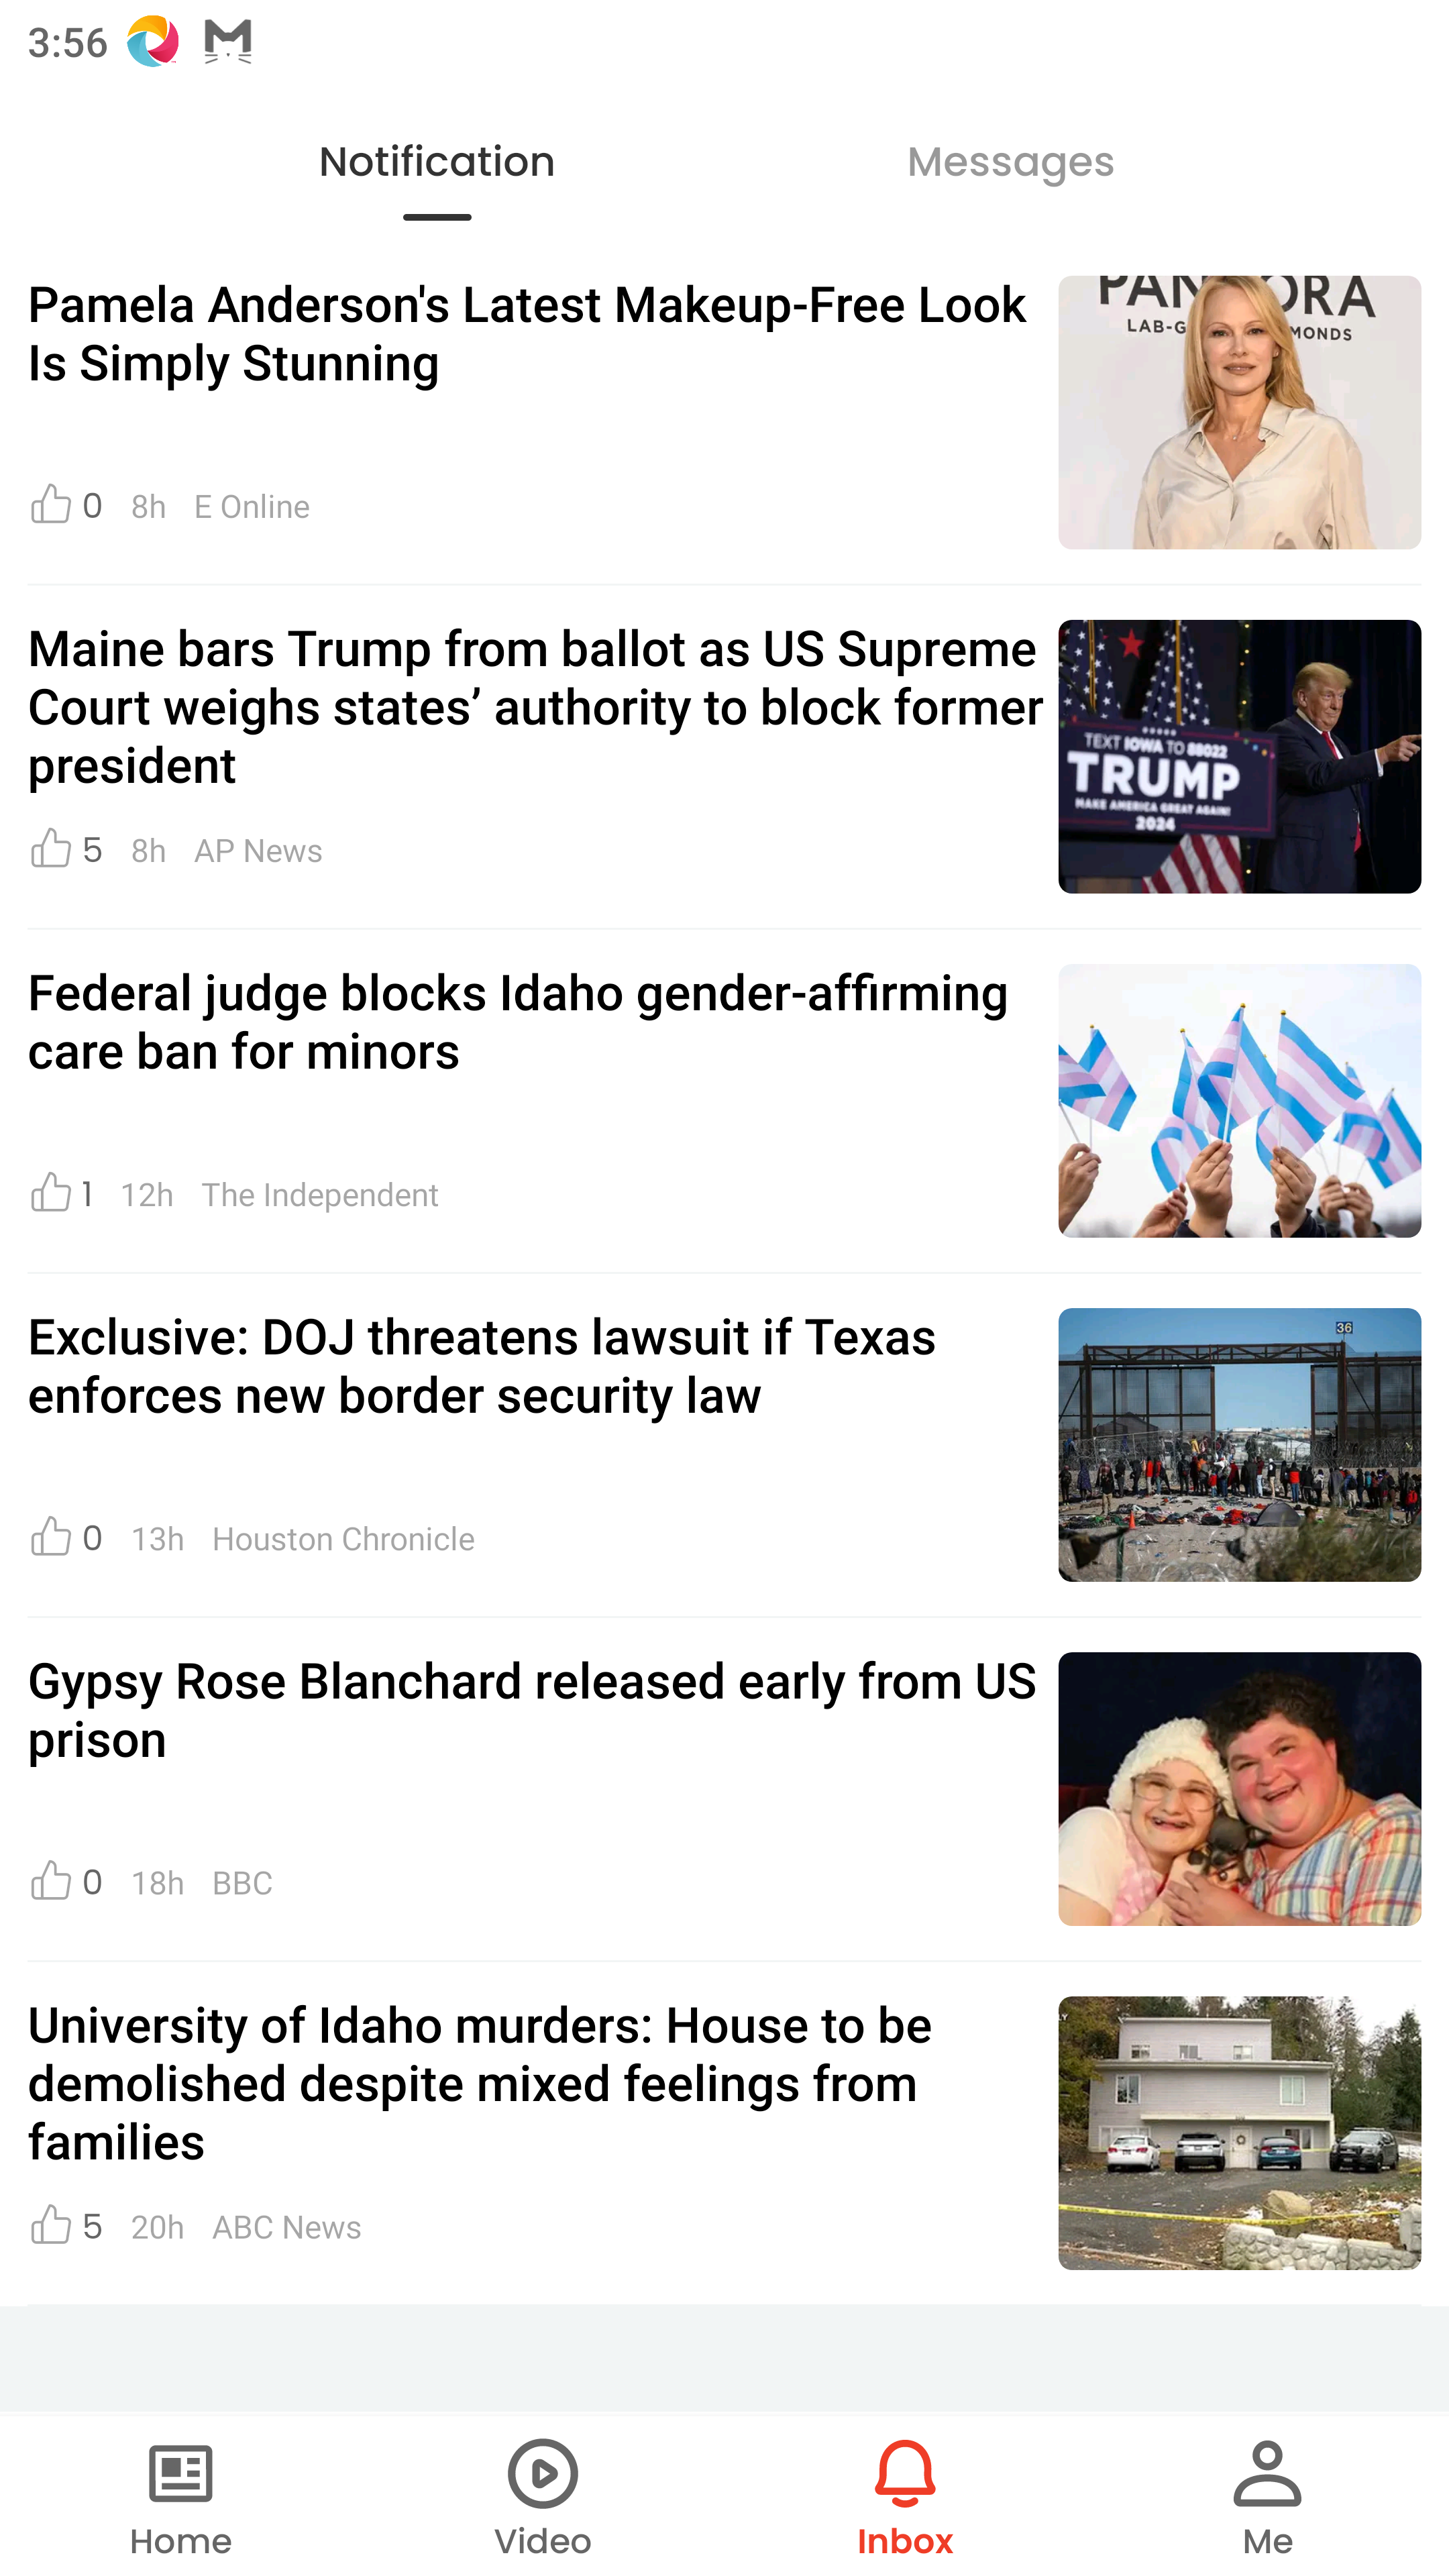 3:56
Notification
Messages
Pamela Anderson's Latest Makeup-Free Look
Is Simply Stunning
0 8h E Online
LAB-G
MONDS
Maine bars Trump from ballot as US Supreme
Court weighs states’ authority to block former
president
5 8h AP News
TEXT IOWA TO 88022
TRUMP
MAKE AMERICA GREAT AGAIN!
2024
Federal judge blocks Idaho gender-affirming
care ban for minors
1 12h The Independent
Exclusive: DOJ threatens lawsuit if Texas
enforces new border security law
0 13h Houston Chronicle
36
Gypsy Rose Blanchard released early from US
prison
0 18h BBC
University of Idaho murders: House to be
demolished despite mixed feelings from
families
5 20h ABC News
Home
Video
Inbox
Me